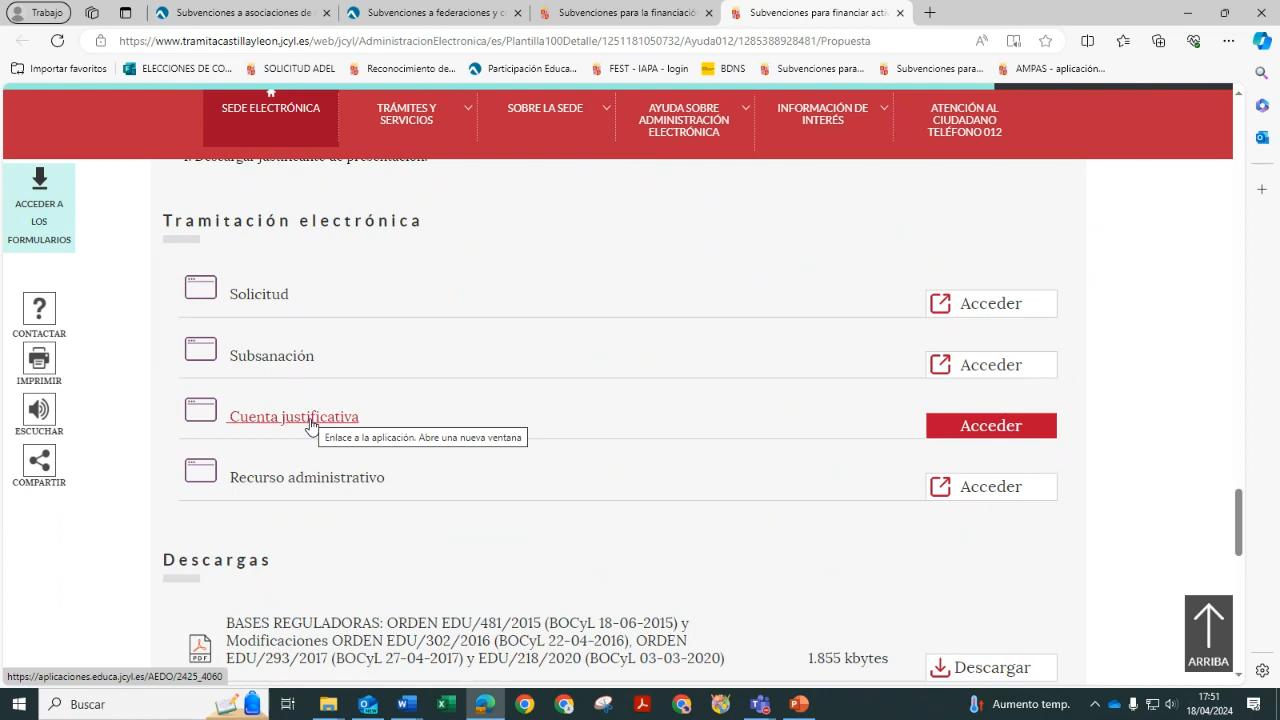 Trabajo
Subvenciones a asociaciones de
Subvenciones a federaciones y c
Subvenciones para la financiació
Subvenciones para financiar acti
https://www.tramitacastillayleon.jcyl.es/web/jcyl/AdministracionElectronica/es/Plantilla100Detalle/1251181050732/Ayuda012/1285388928481/Propuesta
Importar favoritos
ELECCIONES DE CO...
SOLICITUD ADEL
Reconocimiento de...
Participación Educa...
FEST - IAPA - login
BDNS
Subvenciones para...
Subvenciones para...
AMPAS - aplicación...
SEDE ELECTRÓNICA
TRÁMITES Y
SERVICIOS
SOBRE LA SEDE
AYUDA SOBRE
ADMINISTRACIÓN
ELECTRÓNICA
INFORMACIÓN DE
INTERÉS
ATENCIÓN AL
CIUDADANO
TELÉFONO 012
ACCEDER A
LOS
FORMULARIOS
CONTACTAR
IMPRIMIR
ESCUCHAR
COMPARTIR
Tramitación electrónica
Solicitud
Acceder
Subsanación
Acceder
Cuenta justificativa
Acceder
Enlace a la aplicación. Abre una nueva ventana
Recurso administrativo
Acceder
Descargas
BASES REGULADORAS: ORDEN EDU/481/2015 (BOCyL 18-06-2015) y
Modificaciones ORDEN EDU/302/2016 (BOCyL 22-04-2016), ORDEN
EDU/293/2017 (BOCyL 27-04-2017) y EDU/218/2020 (BOCyL 03-03-2020)
PDF
1.855 kbytes
Descargar
ARRIBA
https://aplicaciones.educa.jcyl.es/AEDO/2425_4060
Buscar
Aumento temp.
17:51
18/04/2024